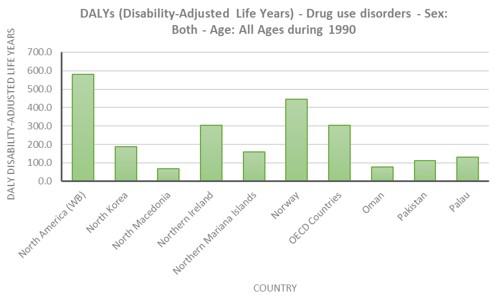 DALYs (Disability-Adjusted Life Years) - Drug use disorders - Sex:
Both - Age: All Ages during 1990
DALY DISABILITY-ADJUSTED LIFE YEARS
700.0
600.0
500.0
400.0
300.0
200.0
100.0
0.0
North America (WB)
North Korea
North Macedonia
Northern Ireland
Northern Mariana Islands
Norway
OECD Countries
Oman
Pakistan
Palau
COUNTRY